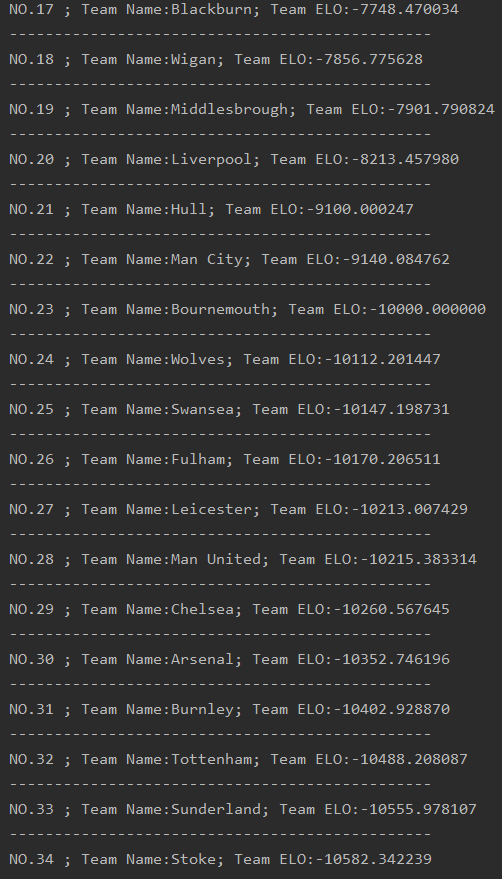 NO.17 ; Team Name:Blackburn; Team ELO:-7748.470034
-----------------------------------------------
NO.18 ; Team Name:Wigan; Team ELO:-7856.775628
-----------------------------------------------
NO.19 ; Team Name:Middlesbrough; Team ELO:-7901.790824
-----------------------------------------------
NO.20 ; Team Name:Liverpool; Team ELO:-8213.457980
-----------------------------------------------
NO.21 ; Team Name:Hull; Team ELO:-9100.000247
-----------------------------------------------
NO.22 ; Team Name:Man City; Team ELO:-9140.084762
-----------------------------------------------
NO.23 ; Team Name:Bournemouth; Team ELO:-10000.000000
-----------------------------------------------
NO.24 ; Team Name:Wolves; Team ELO:-10112.201447
-----------------------------------------------
NO.25 ; Team Name:Swansea; Team ELO:-10147.198731
-----------------------------------------------
NO.26 ; Team Name:Fulham; Team ELO:-10170.206511
-----------------------------------------------
NO.27 ; Team Name:Leicester; Team ELO:-10213.007429
-----------------------------------------------
NO.28 ; Team Name:Man United; Team ELO:-10215.383314
-----------------------------------------------
NO.29 ; Team Name:Chelsea; Team ELO:-10260.567645
-----------------------------------------------
NO.30 ; Team Name:Arsenal; Team ELO:-10352.746196
-----------------------------------------------
NO.31 ; Team Name:Burnley; Team ELO:-10402.928870
-----------------------------------------------
NO.32 ; Team Name:Tottenham; Team ELO:-10488.208087
-----------------------------------------------
NO.33 ; Team Name:Sunderland; Team ELO:-10555.978107
-----------------------------------------------
NO.34 ; Team Name:Stoke; Team ELO:-10582.342239